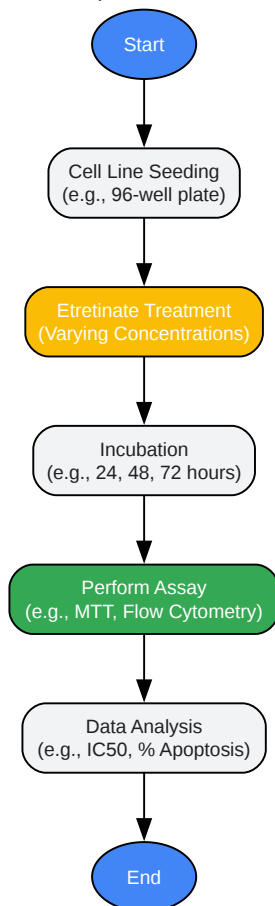 Start
Cell Line Seeding
(e.g., 96-well plate)
Etretinate Treatment
(Varying Concentrations)
Incubation
(e.g., 24, 48, 72 hours)
Perform Assay
(e.g., MTT, Flow Cytometry)
Data Analysis
(e.g., IC50, % Apoptosis)
End